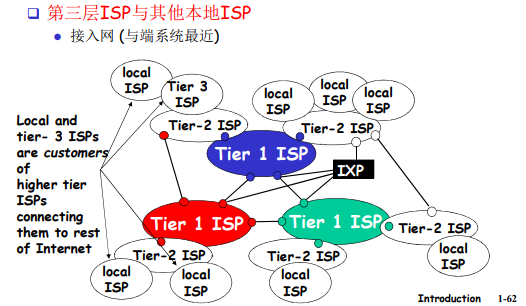 第三层ISP与其他本地ISP
接入网 (与端系统最近)
local
ISP
Tier 3
ISP
local
ISP
local
ISP
local
ISP
Local and
tier- 3 ISPs
are customers
of
higher tier
ISPs
connecting
them to rest
of Internet
Tier-2 ISP
Tier-2 ISP
Tier 1 ISP
IXP
Tier 1 ISP
Tier 1 ISP
Tier-2 ISP
Tier-2 ISP
Tier-2 ISP
local
ISP
local
ISP
local
ISP
local
ISP
Introduction 1-62